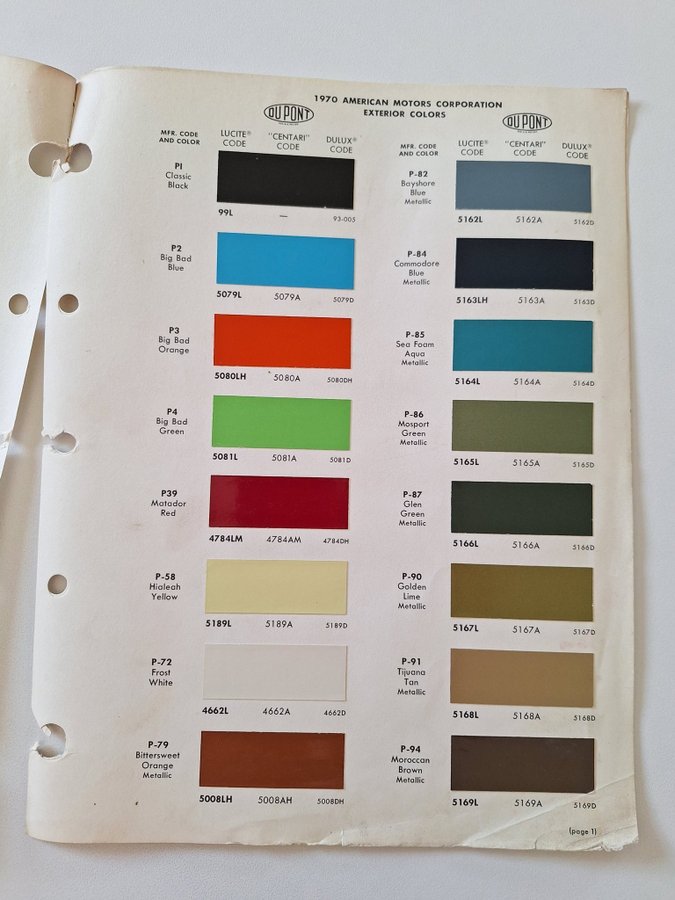 1970 AMERICAN MOTORS CORPORATION
EXTERIOR COLORS
DU PONT
DU PONT
MFR. CODE
AND COLOR
LUCITE®
CODE
"CENTARI"
CODE
DULUX®
CODE
P1
Classic
Black
99L — 93-005
P2
Big Bad
Blue
5079L 5079A 5079D
P3
Big Bad
Orange
5080LH 5080A 5080DH
P4
Big Bad
Green
5081L 5081A 5081D
P39
Matador
Red
4784LM 4784AM 4784DH
P-58
Hialeah
Yellow
5189L 5189A 5189D
P-72
Frost
White
4662L 4662A 4662D
P-79
Bittersweet
Orange
Metallic
5008LH 5008AH 5008DH
MFR. CODE
AND COLOR
LUCITE®
CODE
"CENTARI"
CODE
DULUX®
CODE
P-82
Bayshore
Blue
Metallic
5162L 5162A 5162D
P-84
Commodore
Blue
Metallic
5163LH 5163A 5163D
P-85
Sea Foam
Aqua
Metallic
5164L 5164A 5164D
P-86
Mosport
Green
Metallic
5165L 5165A 5165D
P-87
Glen
Green
Metallic
5166L 5166A 5166D
P-90
Golden
Lime
Metallic
5167L 5167A 5167D
P-91
Tijuana
Tan
Metallic
5168L 5168A 5168D
P-94
Moroccan
Brown
Metallic
5169L 5169A 5169D
(page 1)